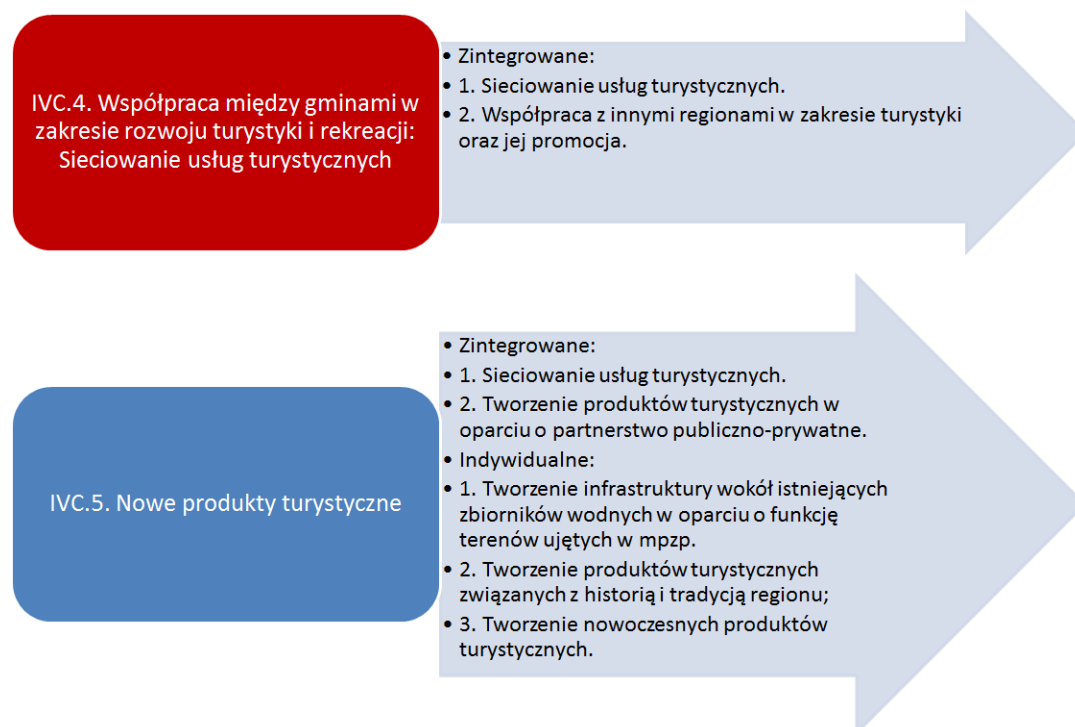 IVC.4. Współpraca między gminami w
zakresie rozwoju turystyki i rekreacji:
Sieciowanie usług turystycznych
• Zintegrowane:
• 1. Sieciowanie usług turystycznych.
• 2. Współpraca z innymi regionami w zakresie turystyki
oraz jej promocja.
IVC.5. Nowe produkty turystyczne
• Zintegrowane:
• 1. Sieciowanie usług turystycznych.
• 2. Tworzenie produktów turystycznych w
oparciu o partnerstwo publiczno-prywatne.
• Indywidualne:
• 1. Tworzenie infrastruktury wokół istniejących
zbiorników wodnych w oparciu o funkcję
terenów ujętych w mpzp.
• 2. Tworzenie produktów turystycznych
związanych z historią i tradycją regionu;
• 3. Tworzenie nowoczesnych produktów
turystycznych.